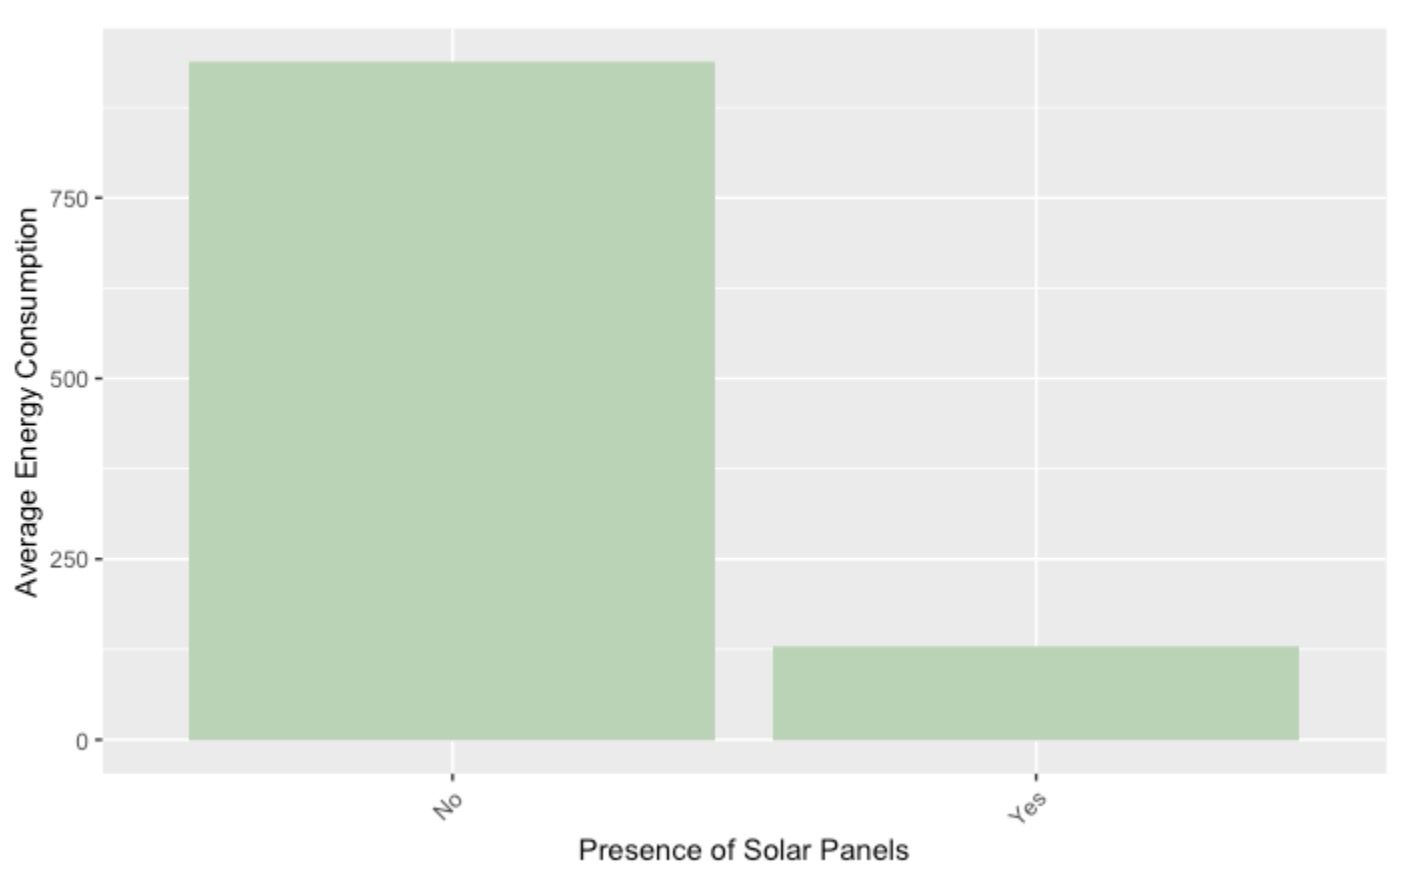 Average Energy Consumption
750
500
250
0
No
Yes
Presence of Solar Panels